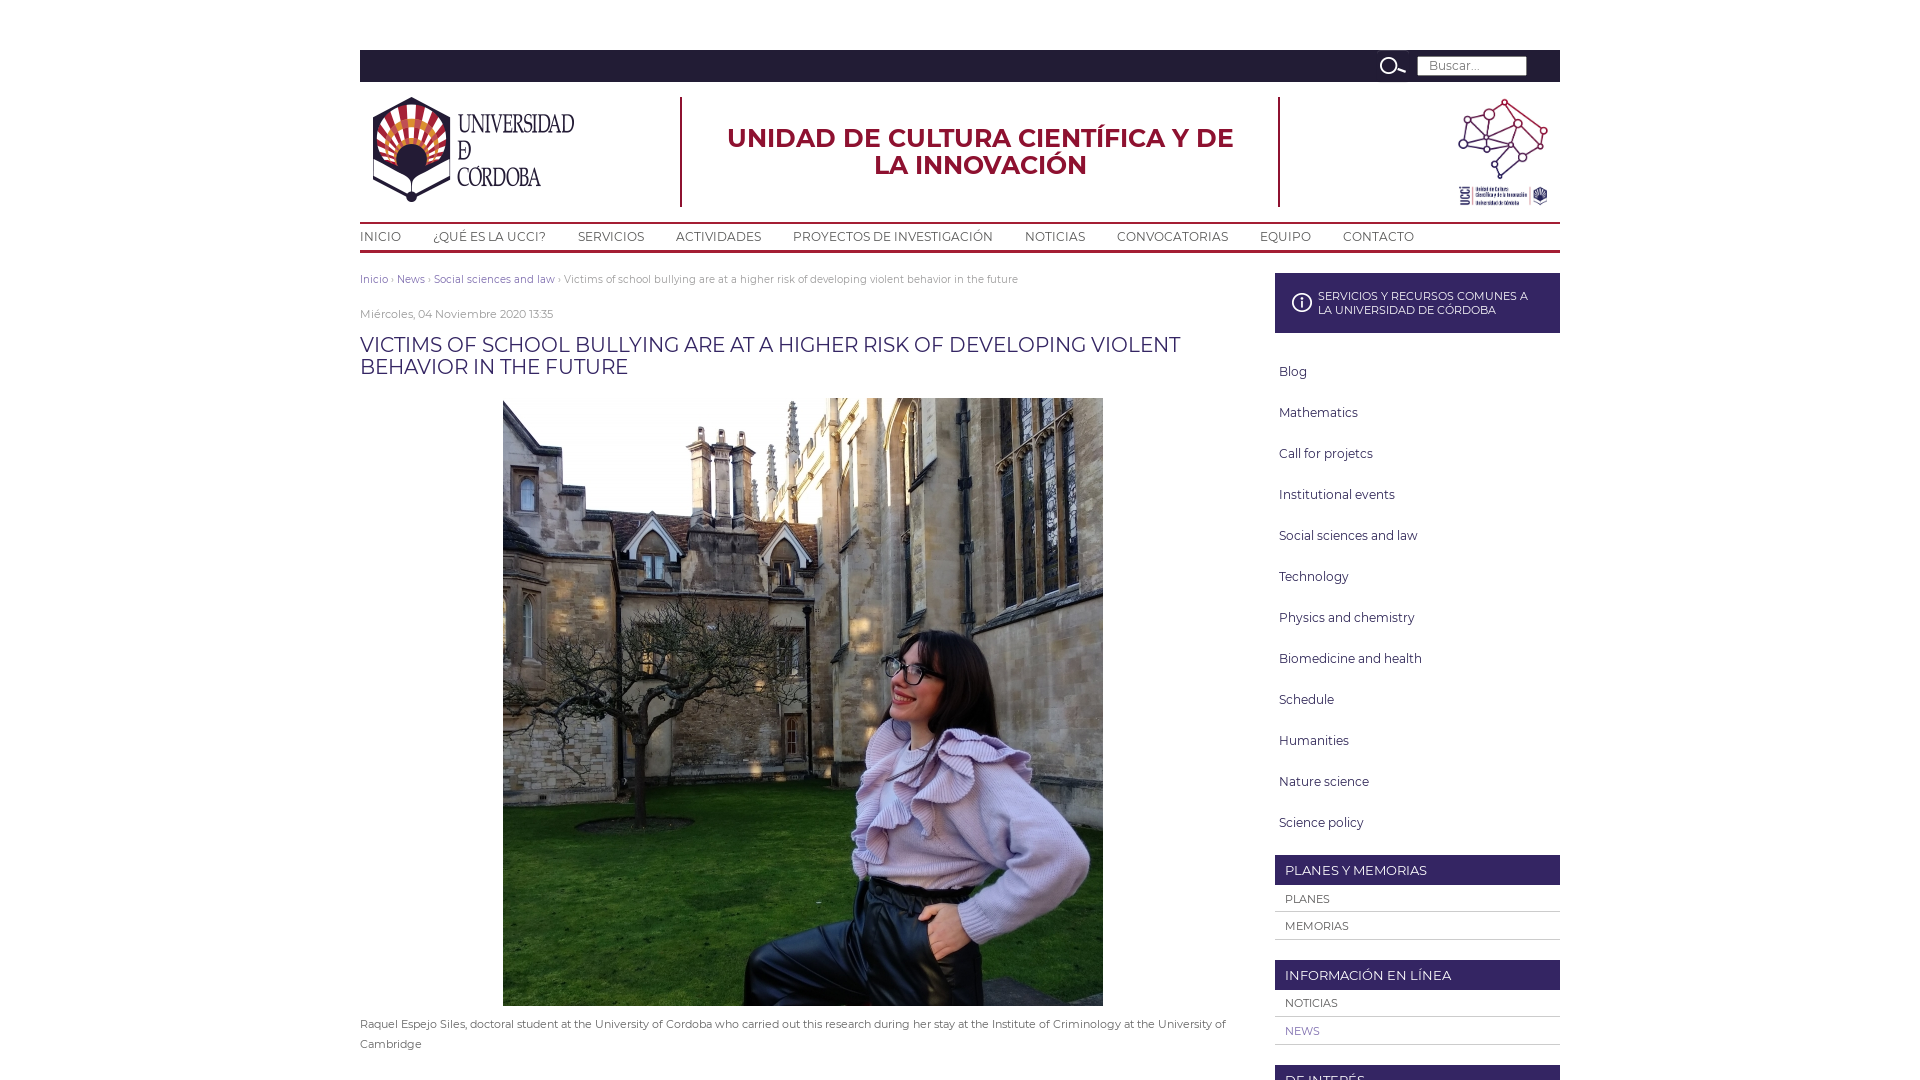 Buscar...
UNIVERSIDAD
D
CÓRDOBA
UNIDAD DE CULTURA CIENTÍFICA Y DE
LA INNOVACIÓN
UCCi
Unidad de Cultura
Científica y de la Innovación
Universidad de Córdoba
INICIO
¿QUÉ ES LA UCCI?
SERVICIOS
ACTIVIDADES
PROYECTOS DE INVESTIGACIÓN
NOTICIAS
CONVOCATORIAS
EQUIPO
CONTACTO
Inicio › News › Social sciences and law › Victims of school bullying are at a higher risk of developing violent behavior in the future
Miércoles, 04 Noviembre 2020 13:35
VICTIMS OF SCHOOL BULLYING ARE AT A HIGHER RISK OF DEVELOPING VIOLENT
BEHAVIOR IN THE FUTURE
Raquel Espejo Siles, doctoral student at the University of Cordoba who carried out this research during her stay at the Institute of Criminology at the University of
Cambridge
SERVICIOS Y RECURSOS COMUNES A
LA UNIVERSIDAD DE CÓRDOBA
Blog
Mathematics
Call for projetcs
Institutional events
Social sciences and law
Technology
Physics and chemistry
Biomedicine and health
Schedule
Humanities
Nature science
Science policy
PLANES Y MEMORIAS
PLANES
MEMORIAS
INFORMACIÓN EN LÍNEA
NOTICIAS
NEWS
DE INTERÉS